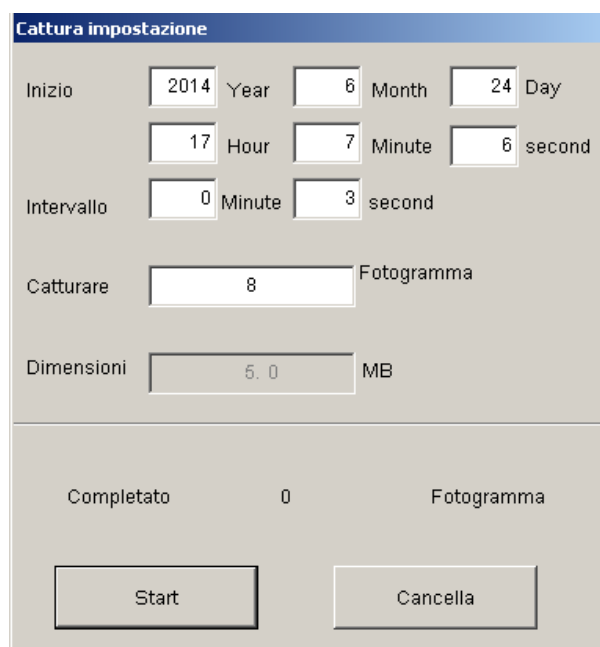 Cattura impostazione
Inizio 2014 Year 6 Month 24 Day
17 Hour 7 Minute 6 second
Intervallo 0 Minute 3 second
Catturare 8 Fotogramma
Dimensioni 5. 0 MB
Completato 0 Fotogramma
Start Cancella